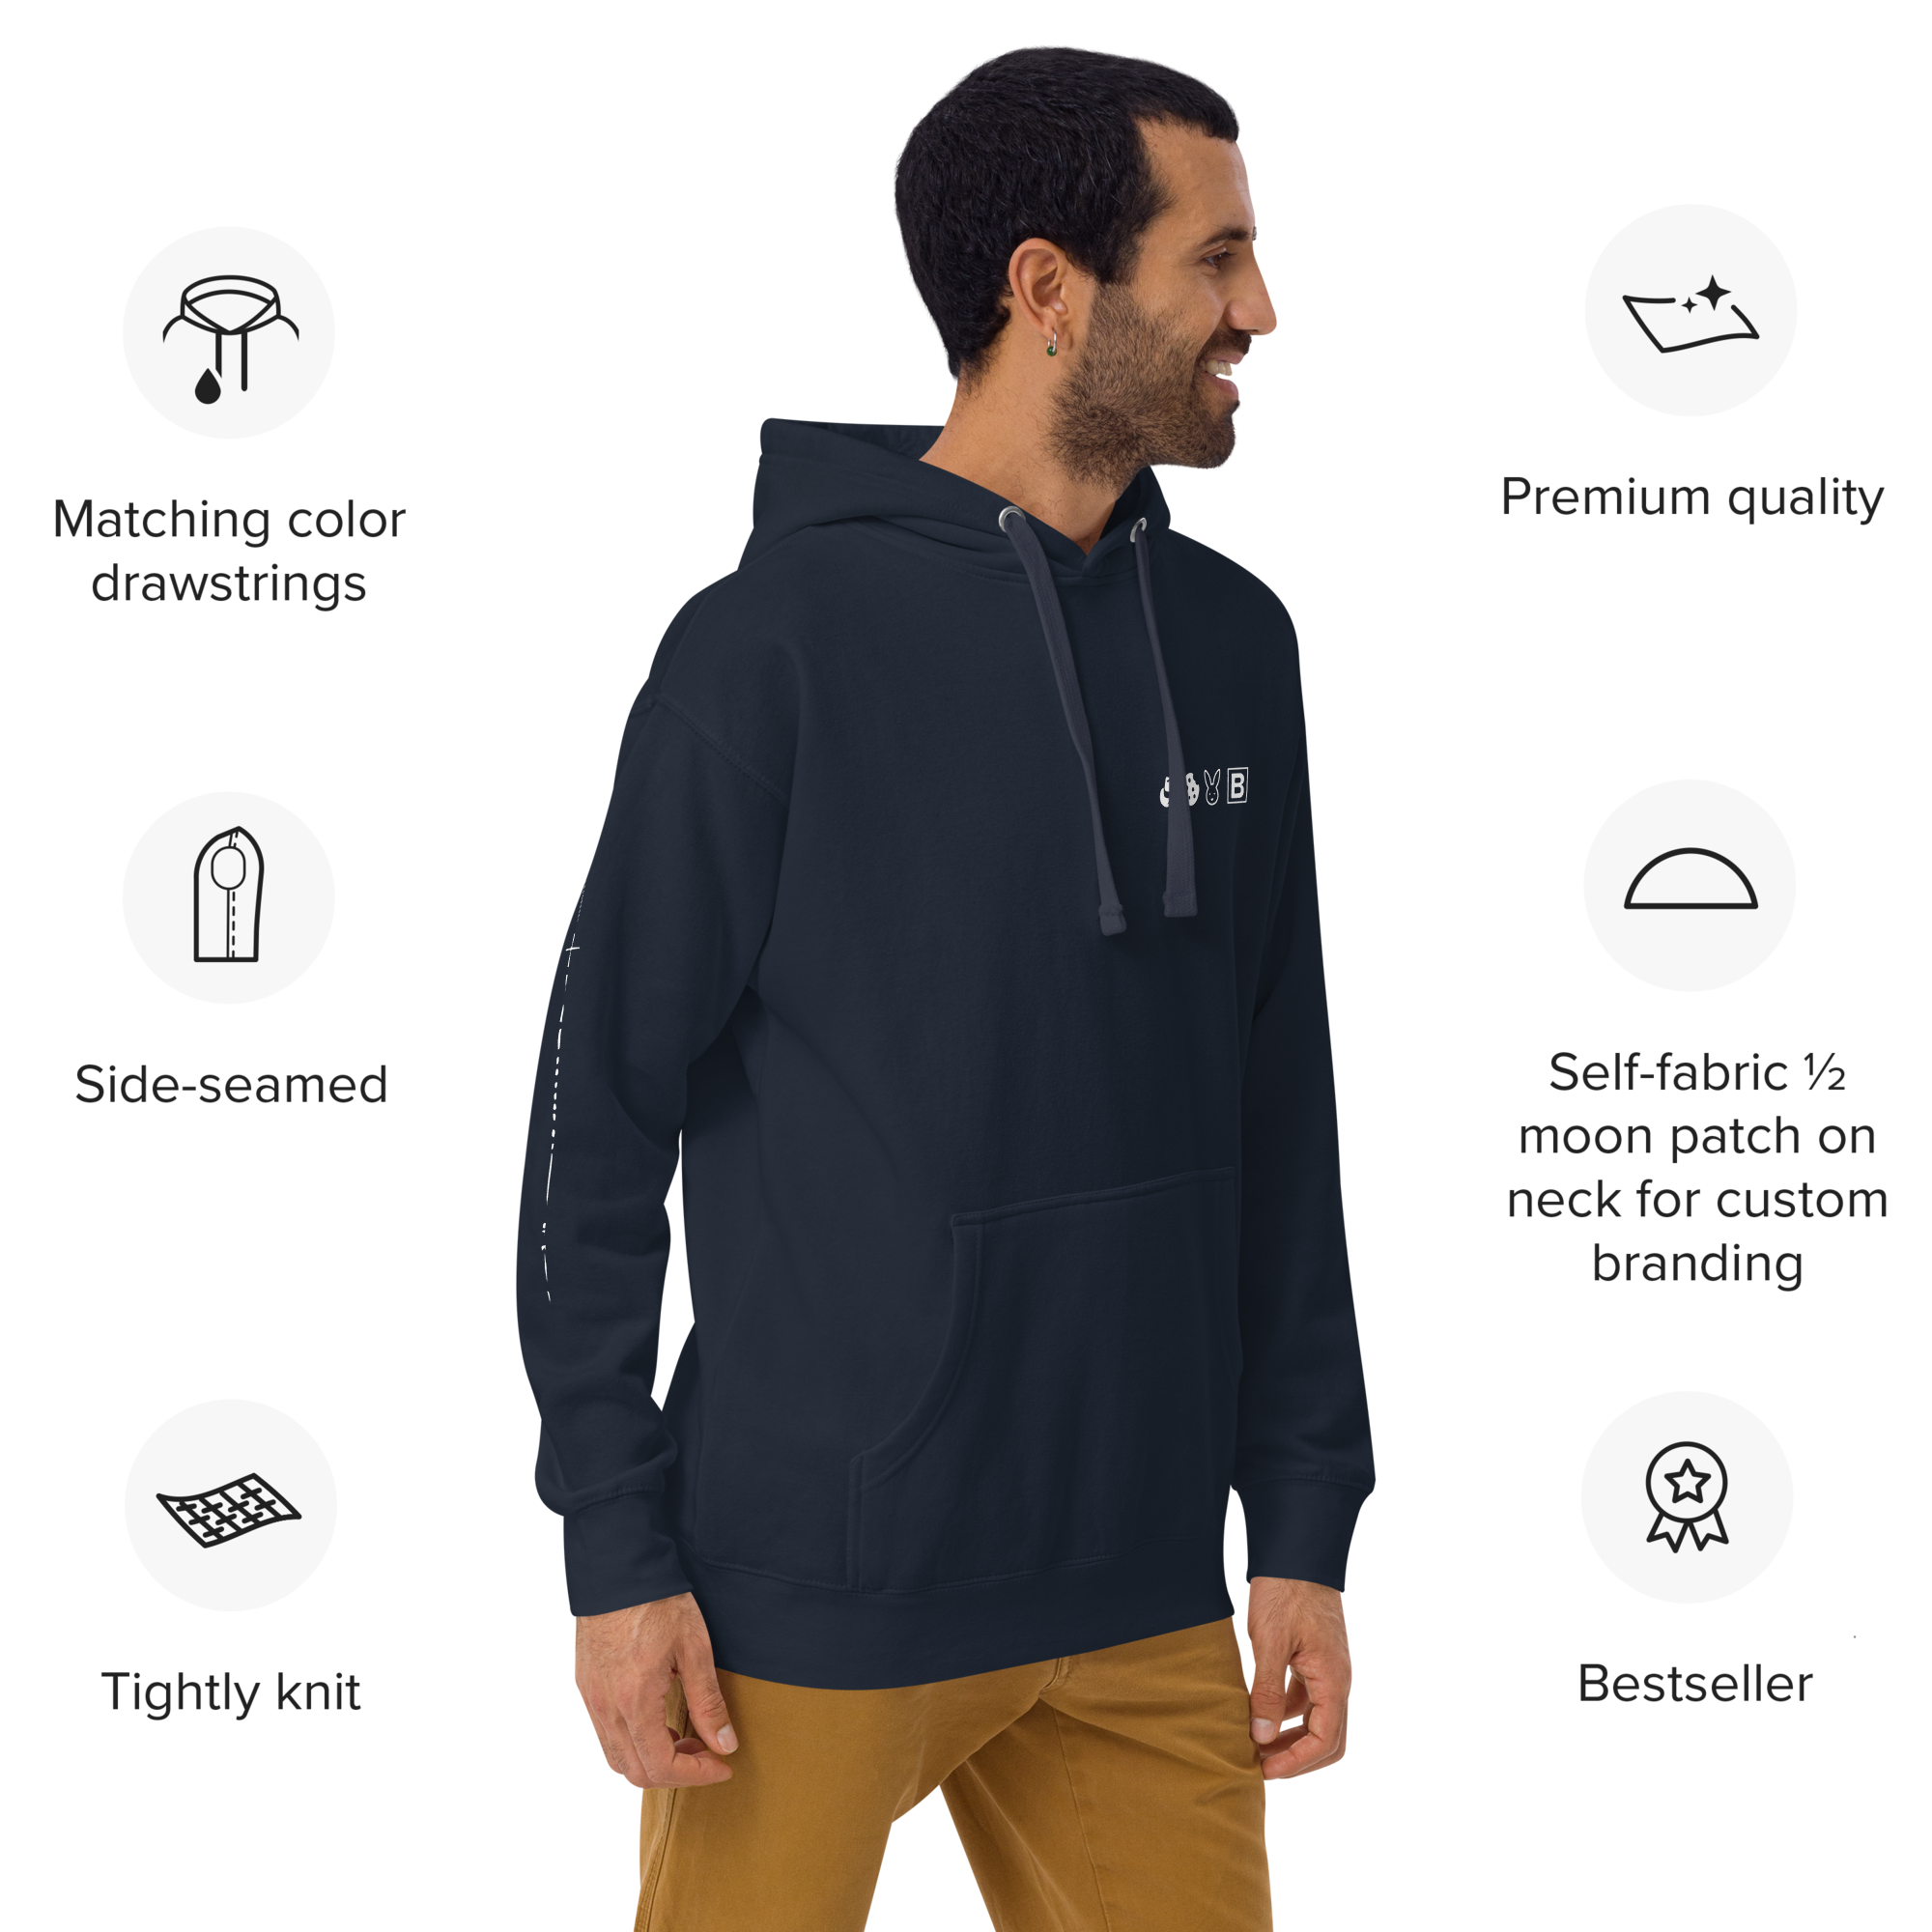 Matching color
drawstrings
Premium quality
B
Side-seamed
Self-fabric ½
moon patch on
neck for custom
branding
Tightly knit
Bestseller